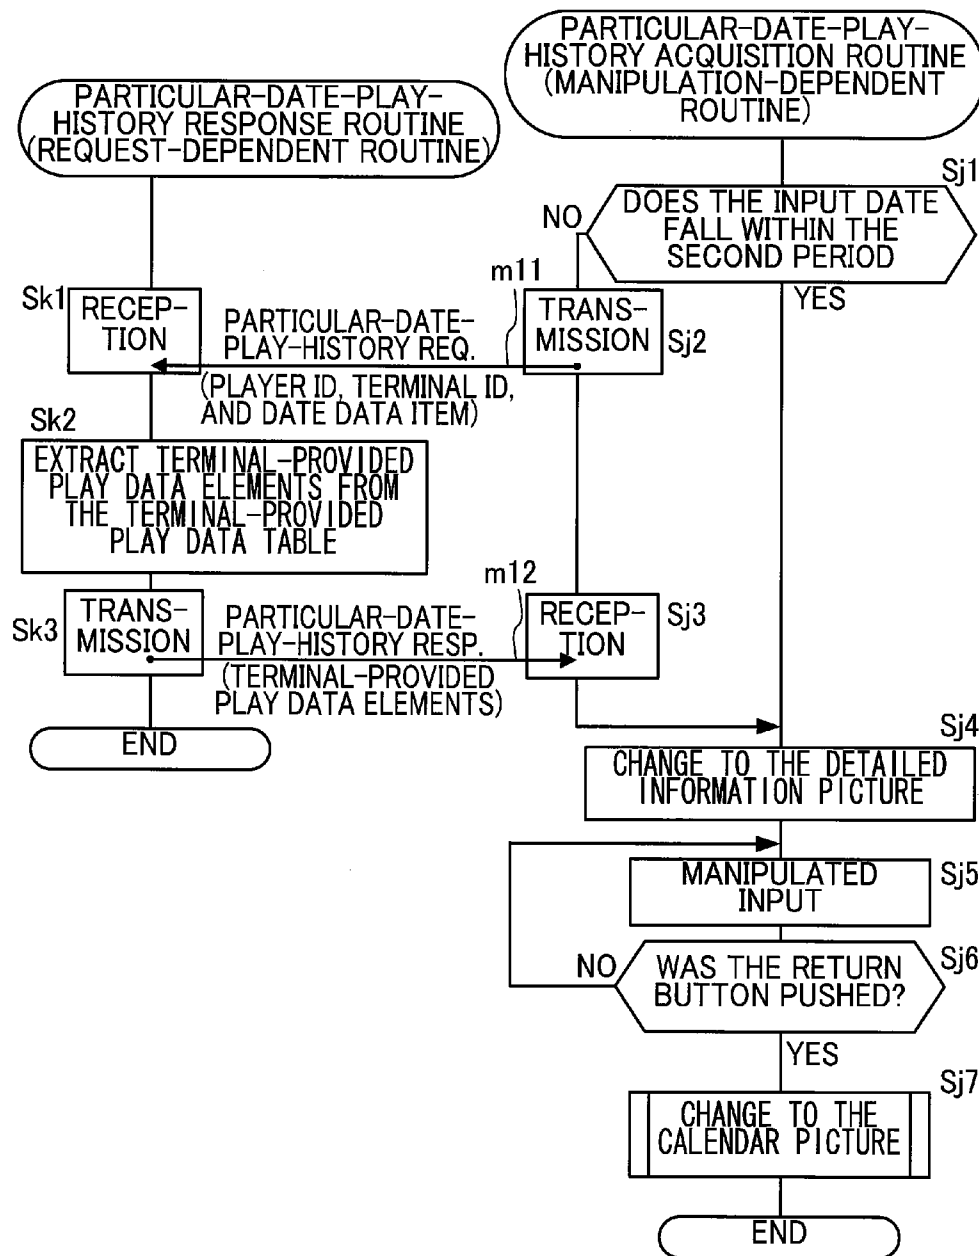 PARTICULAR-DATE-PLAY-
HISTORY ACQUISITION ROUTINE
(MANIPULATION-DEPENDENT
ROUTINE)
PARTICULAR-DATE-PLAY-
HISTORY RESPONSE ROUTINE
(REQUEST-DEPENDENT ROUTINE)
Sj1
DOES THE INPUT DATE
FALL WITHIN THE
SECOND PERIOD
NO
YES
m11
Sk1
RECEP-
TION
PARTICULAR-DATE-
PLAY-HISTORY REQ.
(PLAYER ID, TERMINAL ID,
AND DATE DATA ITEM)
TRANS-
MISSION
Sj2
Sk2
EXTRACT TERMINAL-PROVIDED
PLAY DATA ELEMENTS FROM
THE TERMINAL-PROVIDED
PLAY DATA TABLE
m12
Sk3
TRANS-
MISSION
PARTICULAR-DATE-
PLAY-HISTORY RESP.
(TERMINAL-PROVIDED
PLAY DATA ELEMENTS)
RECEP-
TION
Sj3
END
Sj4
CHANGE TO THE DETAILED
INFORMATION PICTURE
Sj5
MANIPULATED
INPUT
Sj6
NO
WAS THE RETURN
BUTTON PUSHED?
YES
Sj7
CHANGE TO THE
CALENDAR PICTURE
END